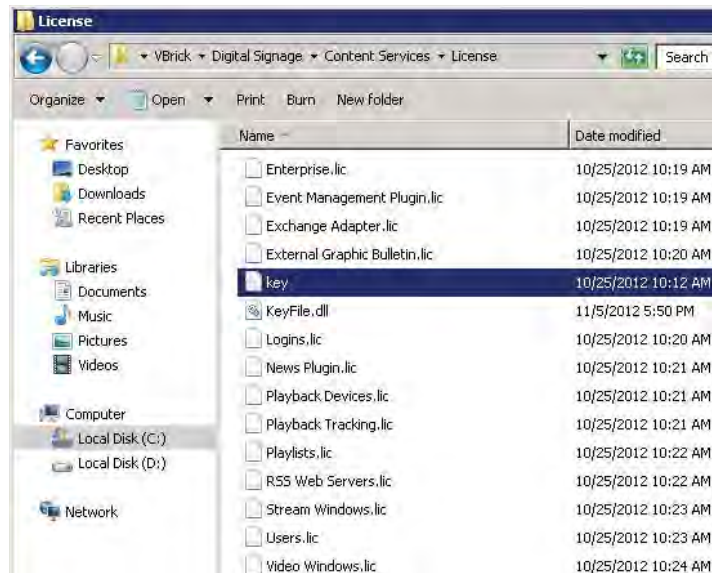 License
VBrick Digital Signage Content Services License Search
Organize Open Print Burn New folder
Favorites
Desktop
Downloads
Recent Places
Libraries
Documents
Music
Pictures
Videos
Computer
Local Disk (C:)
Local Disk (D:)
Network
Name Date modified
Enterprise.lic 10/25/2012 10:19 AM
Event Management Plugin.lic 10/25/2012 10:19 AM
Exchange Adapter.lic 10/25/2012 10:19 AM
External Graphic Bulletin.lic 10/25/2012 10:20 AM
key 10/25/2012 10:12 AM
KeyFile.dll 11/5/2012 5:50 PM
Logins.lic 10/25/2012 10:20 AM
News Plugin.lic 10/25/2012 10:21 AM
Playback Devices.lic 10/25/2012 10:21 AM
Playback Tracking.lic 10/25/2012 10:21 AM
Playlists.lic 10/25/2012 10:22 AM
RSS Web Servers.lic 10/25/2012 10:22 AM
Stream Windows.lic 10/25/2012 10:23 AM
Users.lic 10/25/2012 10:23 AM
Video Windows.lic 10/25/2012 10:24 AM